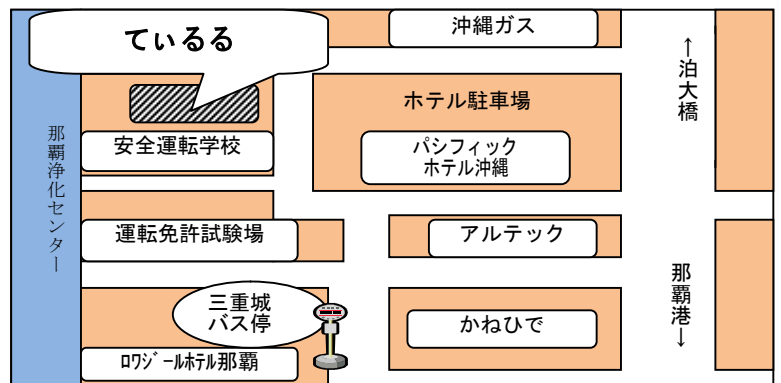 沖縄ガス
てぃるる
↑泊大橋
ホテル駐車場
那覇浄化センター
安全運転学校
パシフィック
ホテル沖縄
運転免許試験場
アルテック
三重城
バス停
那覇港↓
かねひで
ロワジールホテル那覇